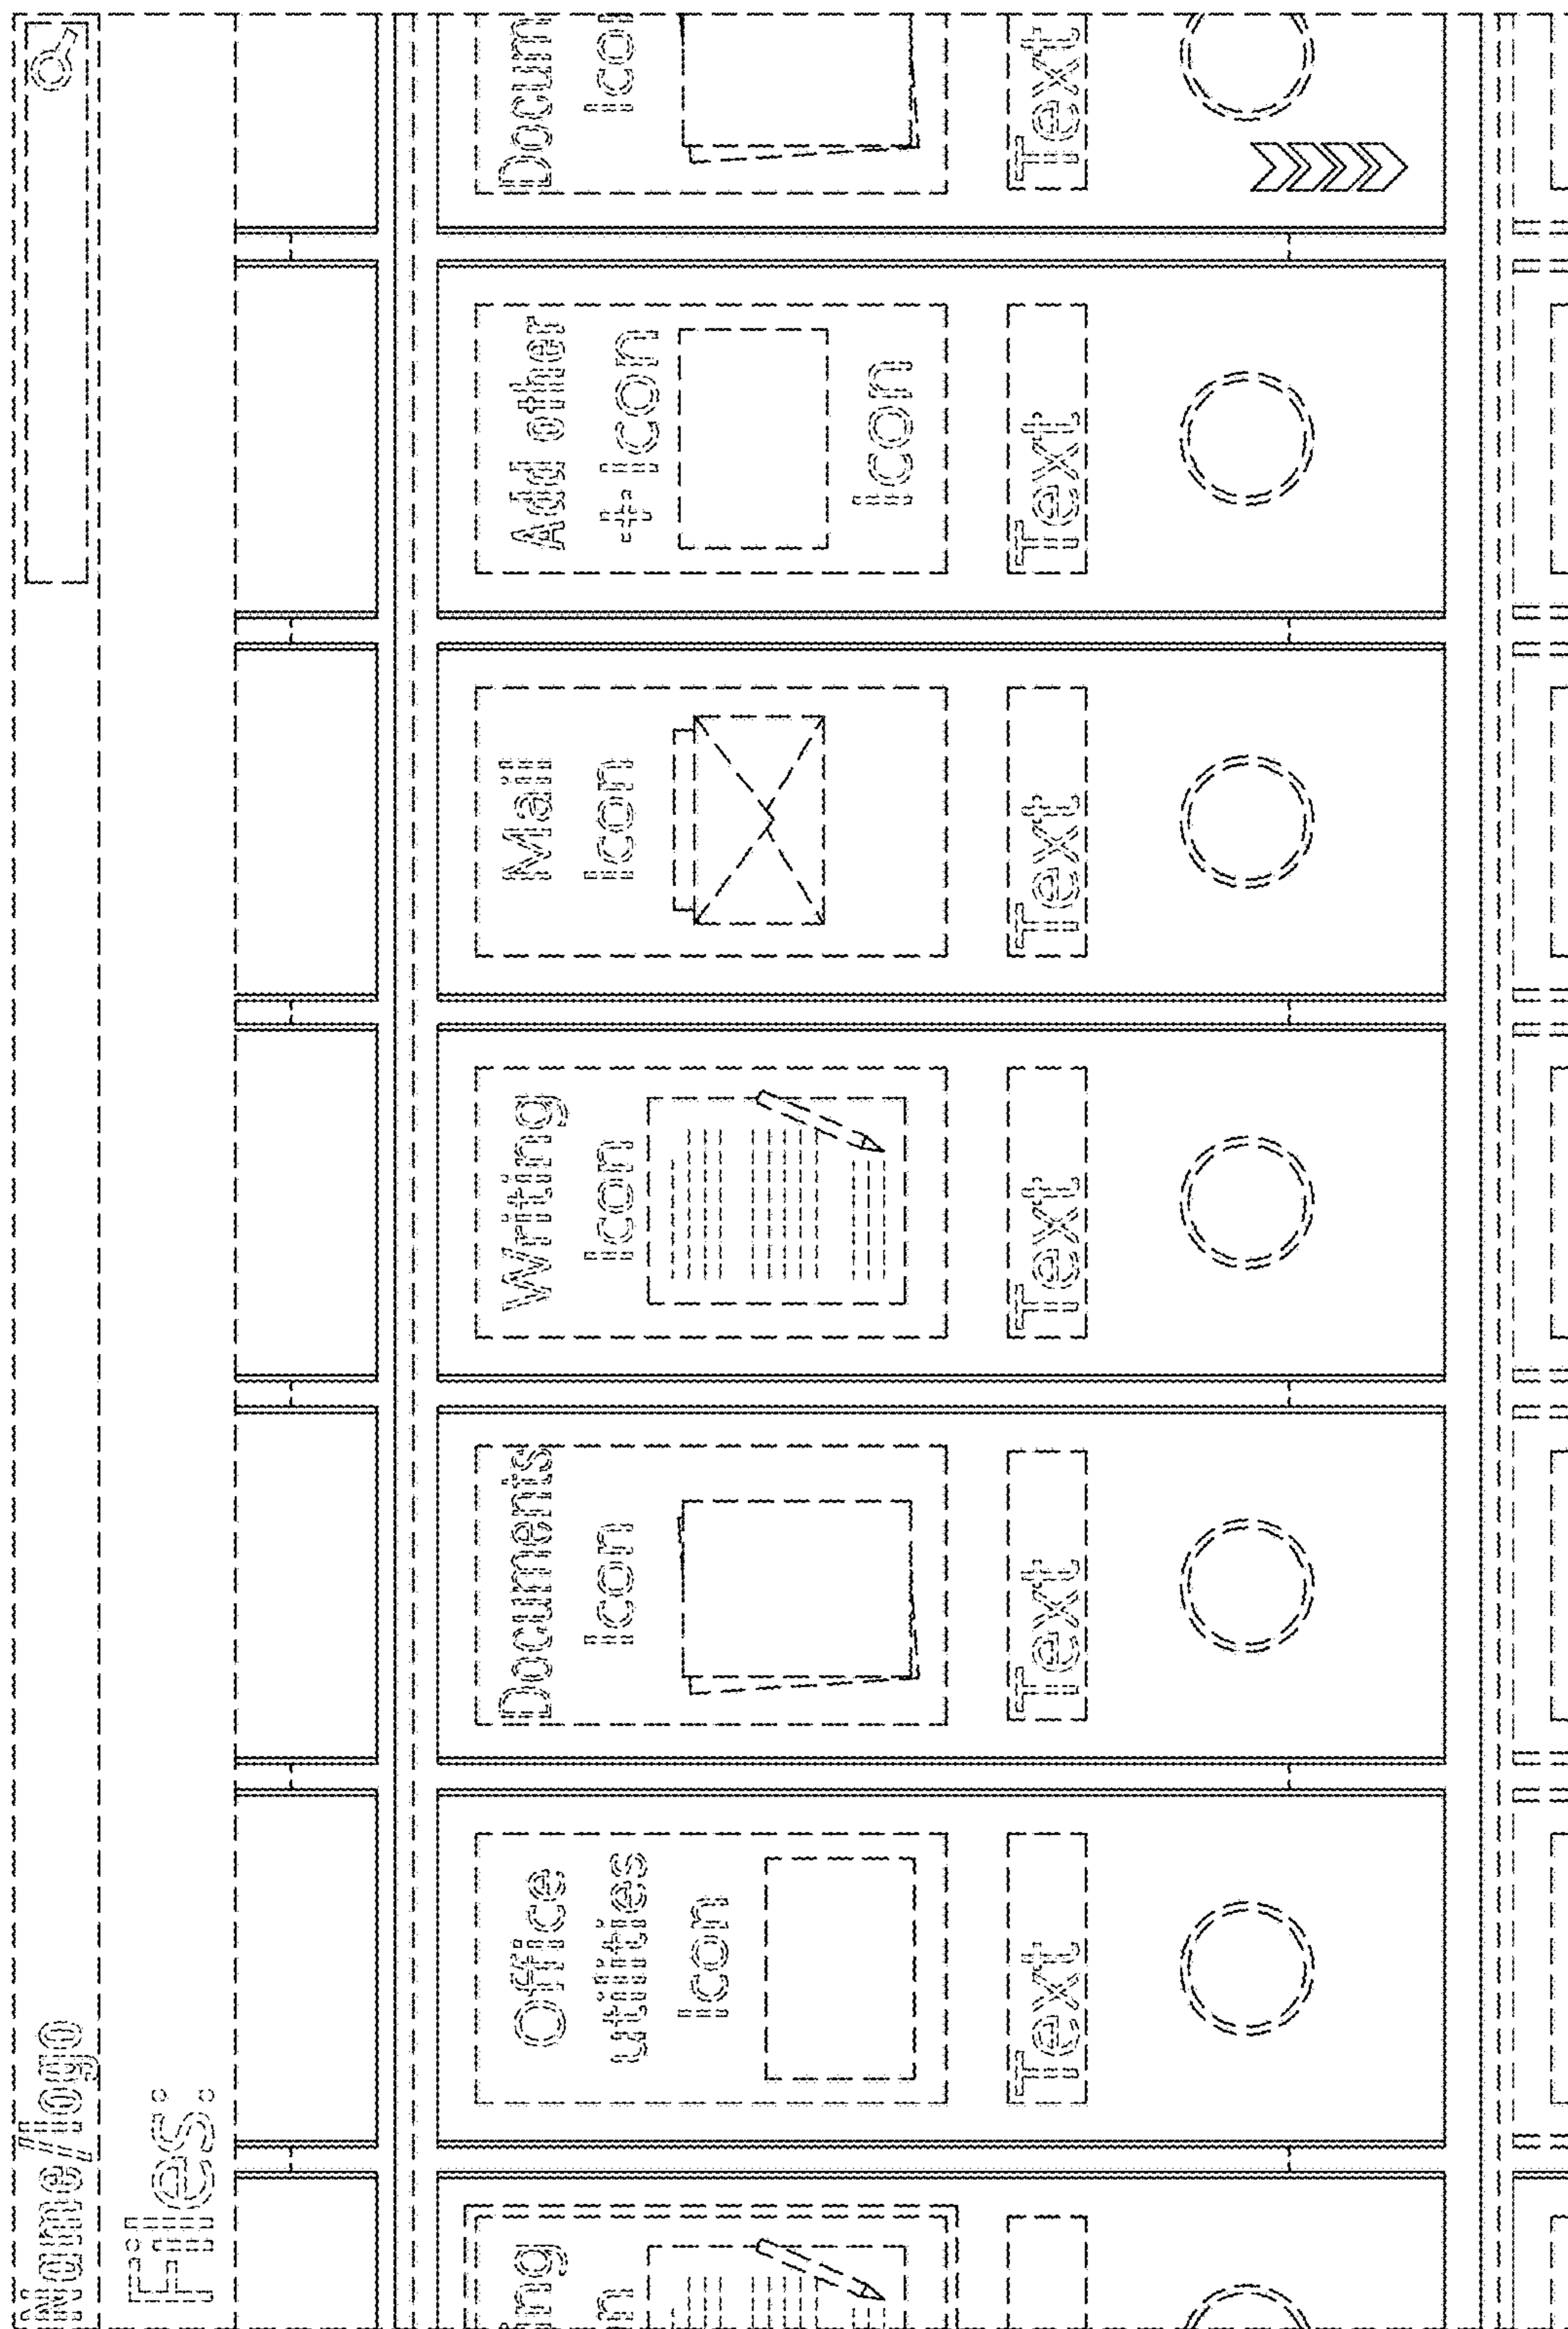 Name/logo
Files:
ing
n
Office
utilities
Icon
Text
Documents
Icon
Text
Writing
Icon
Text
Mail
Icon
Text
Add other
+ Icon
Icon
Text
Docum
Icon
Text